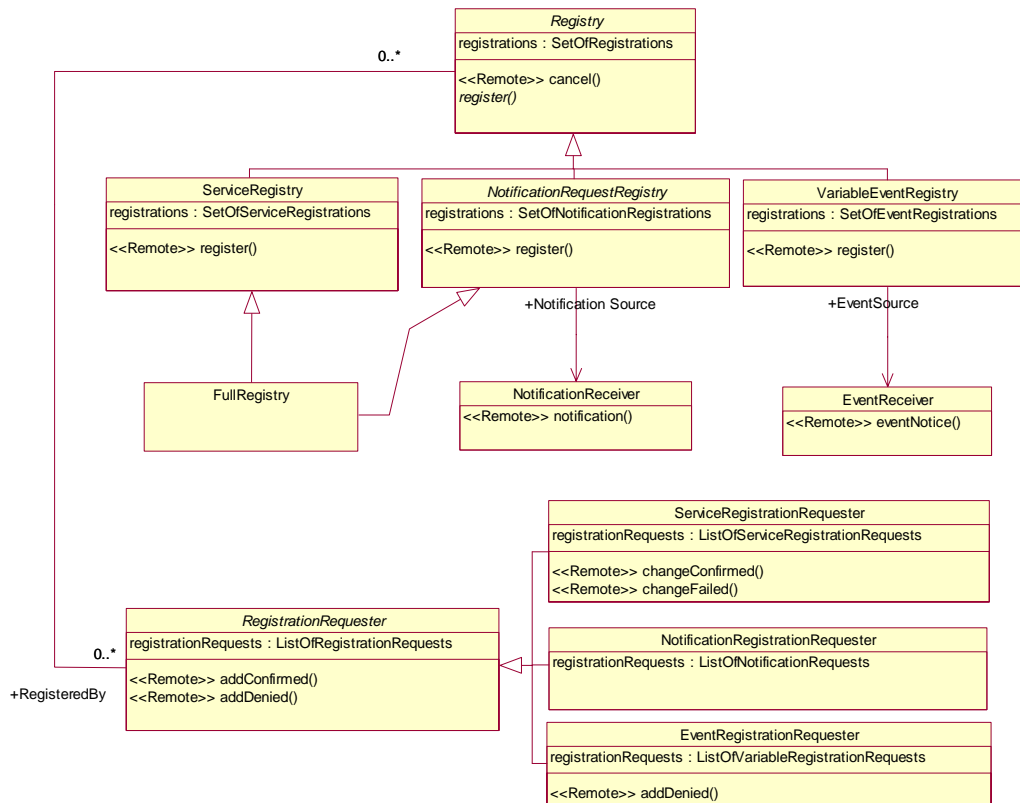 Registry
registrations : SetOfRegistrations
<<Remote>> cancel()
register()
0..*
ServiceRegistry
registrations : SetOfServiceRegistrations
<<Remote>> register()
NotificationRequestRegistry
registrations : SetOfNotificationRegistrations
<<Remote>> register()
VariableEventRegistry
registrations : SetOfEventRegistrations
<<Remote>> register()
+Notification Source
+EventSource
FullRegistry
NotificationReceiver
<<Remote>> notification()
EventReceiver
<<Remote>> eventNotice()
ServiceRegistrationRequester
registrationRequests : ListOfServiceRegistrationRequests
<<Remote>> changeConfirmed()
<<Remote>> changeFailed()
RegistrationRequester
registrationRequests : ListOfRegistrationRequests
<<Remote>> addConfirmed()
<<Remote>> addDenied()
0..*
+RegisteredBy
NotificationRegistrationRequester
registrationRequests : ListOfNotificationRequests
EventRegistrationRequester
registrationRequests : ListOfVariableRegistrationRequests
<<Remote>> addDenied()